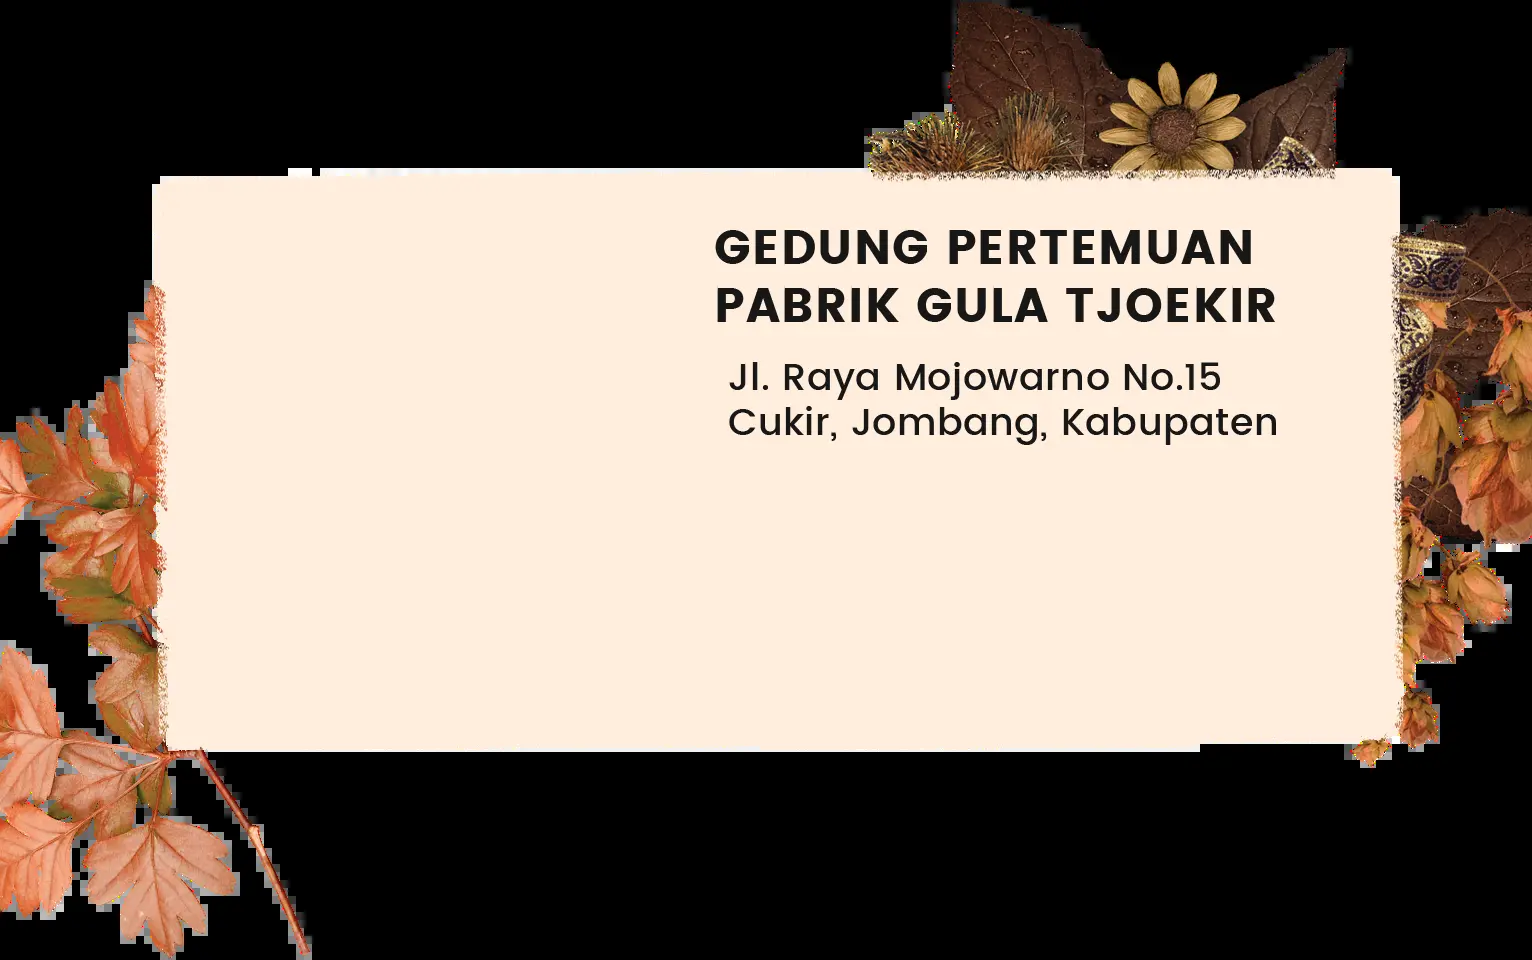 GEDUNG PERTEMUAN
PABRIK GULA TJOEKIR
Jl. Raya Mojowarno No.15
Cukir, Jombang, Kabupaten